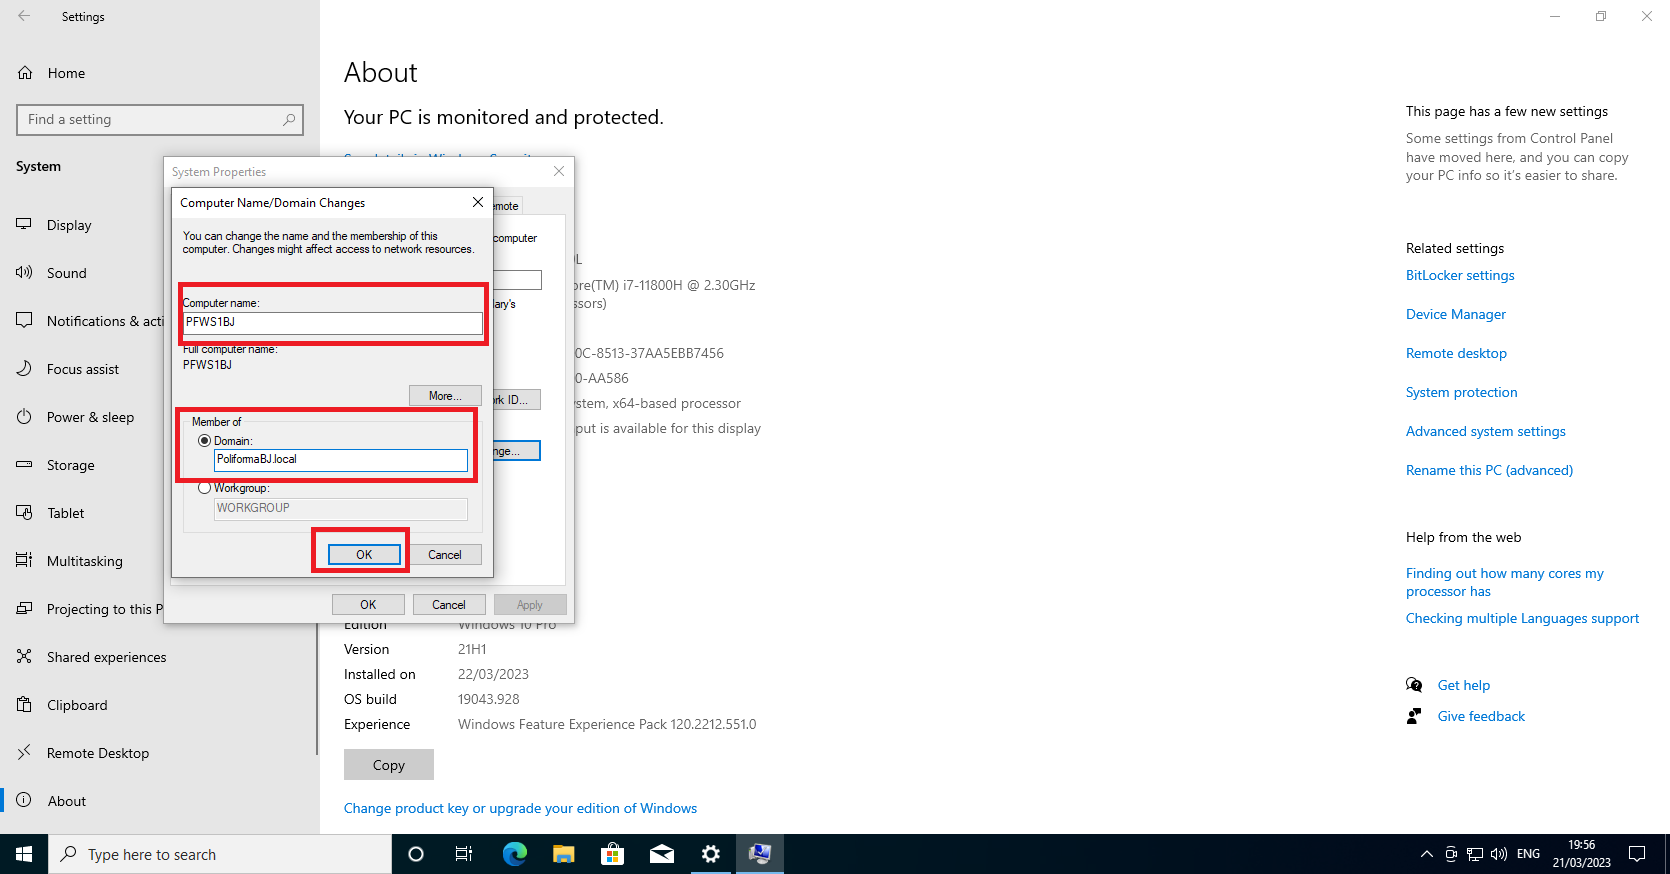 Settings
Home
Find a setting
System
Display
Sound
Notifications & acti
Focus assist
Power & sleep
Storage
Tablet
Multitasking
Projecting to this P
Shared experiences
Clipboard
Remote Desktop
About
About
Your PC is monitored and protected.
System Properties
emote
computer
ary's
rk ID...
nge...
OK
Cancel
Apply
Computer Name/Domain Changes
You can change the name and the membership of this
computer. Changes might affect access to network resources.
Computer name:
PFWS1BJ
Full computer name:
PFWS1BJ
More...
Member of
Domain:
PoliformaBJ.local
Workgroup:
WORKGROUP
OK
Cancel
0L
ore(TM) i7-11800H @ 2.30GHz
ssors)
0C-8513-37AA5EBB7456
0-AA586
stem, x64-based processor
put is available for this display
Edition Windows 10 Pro
Version 21H1
Installed on 22/03/2023
OS build 19043.928
Experience Windows Feature Experience Pack 120.2212.551.0
Copy
Change product key or upgrade your edition of Windows
This page has a few new settings
Some settings from Control Panel
have moved here, and you can copy
your PC info so it's easier to share.
Related settings
BitLocker settings
Device Manager
Remote desktop
System protection
Advanced system settings
Rename this PC (advanced)
Help from the web
Finding out how many cores my
processor has
Checking multiple Languages support
Get help
Give feedback
Type here to search
ENG
19:56
21/03/2023